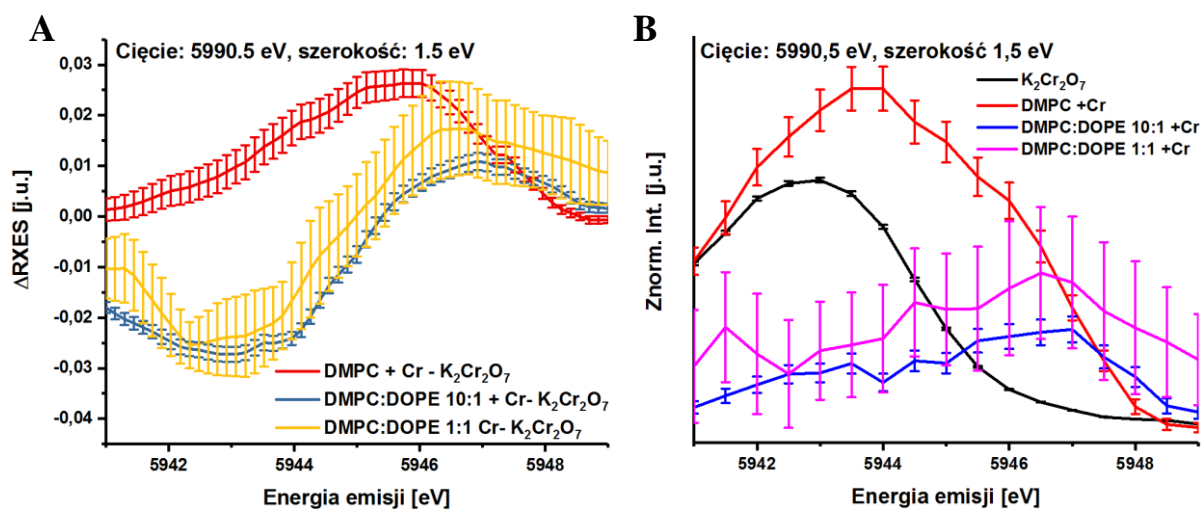 A
Cięcie: 5990.5 eV, szerokość: 1.5 eV
0,03
0,02
0,01
0,00
-0,01
-0,02
-0,03
-0,04
ΔRXES [j.u.]
DMPC + Cr - K₂Cr₂O₇
DMPC:DOPE 10:1 + Cr- K₂Cr₂O₇
DMPC:DOPE 1:1 Cr- K₂Cr₂O₇
5942
5944
5946
5948
Energia emisji [eV]
B
Cięcie: 5990,5 eV, szerokość 1,5 eV
K₂Cr₂O₇
DMPC +Cr
DMPC:DOPE 10:1 +Cr
DMPC:DOPE 1:1 +Cr
Znorm. Int. [j.u.]
5942
5944
5946
5948
Energia emisji [eV]